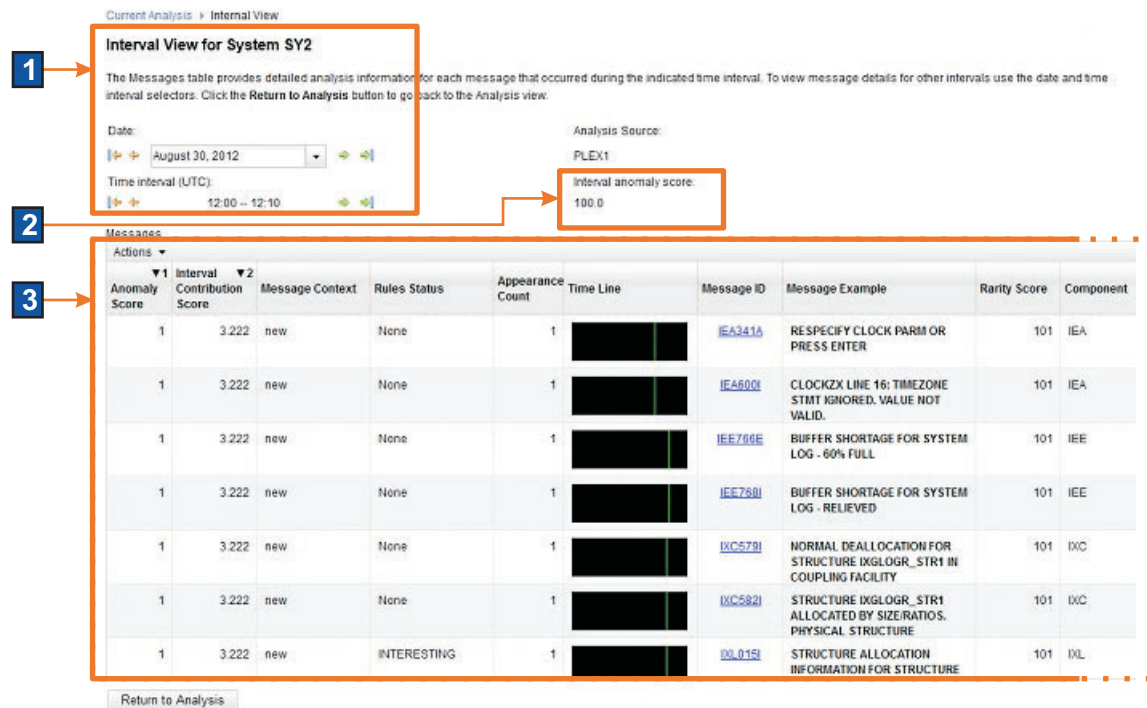 Current Analysis ▸ Internal View
Interval View for System SY2
1
The Messages table provides detailed analysis information for each message that occurred during the indicated time interval. To view message details for other intervals use the date and time
interval selectors. Click the Return to Analysis button to go back to the Analysis view.
Date:
Analysis Source:
August 30, 2012
PLEX1
Time interval (UTC):
Interval anomaly score:
12:00 -- 12:10
100.0
2
Messages
Actions ▼
3
▼1 Anomaly Score
Interval ▼2 Contribution Score
Message Context
Rules Status
Appearance Count
Time Line
Message ID
Message Example
Rarity Score
Component
1 3.222 new None 1 IEA341A RESPECIFY CLOCK PARM OR 101 IEA
PRESS ENTER
1 3.222 new None 1 IEA600I CLOCKZX LINE 16: TIMEZONE 101 IEA
STMT IGNORED. VALUE NOT
VALID.
1 3.222 new None 1 IEE766E BUFFER SHORTAGE FOR SYSTEM 101 IEE
LOG - 60% FULL
1 3.222 new None 1 IEE768I BUFFER SHORTAGE FOR SYSTEM 101 IEE
LOG - RELIEVED
1 3.222 new None 1 IXC579I NORMAL DEALLOCATION FOR 101 IXC
STRUCTURE IXGLOGR_STR1 IN
COUPLING FACILITY
1 3.222 new None 1 IXC582I STRUCTURE IXGLOGR_STR1 101 IXC
ALLOCATED BY SIZE/RATIOS.
PHYSICAL STRUCTURE
1 3.222 new INTERESTING 1 IXL015I STRUCTURE ALLOCATION 101 IXL
INFORMATION FOR STRUCTURE
Return to Analysis